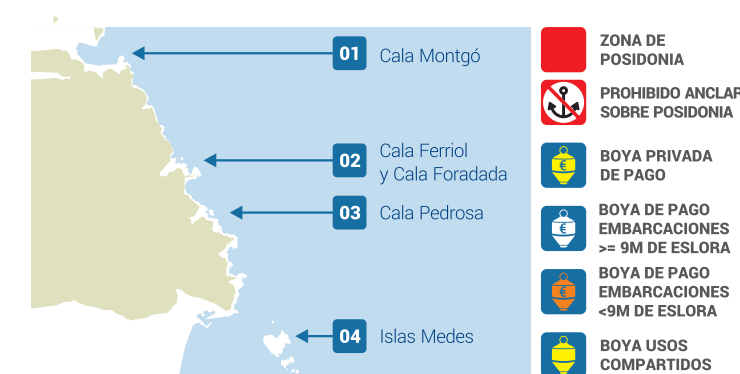 01 Cala Montgó
02 Cala Ferriol
y Cala Foradada
03 Cala Pedrosa
04 Islas Medes
ZONA DE
POSIDONIA
PROHIBIDO ANCLAR
SOBRE POSIDONIA
€ BOYA PRIVADA
DE PAGO
BOYA DE PAGO
€ EMBARCACIONES
>= 9M DE ESLORA
BOYA DE PAGO
€ EMBARCACIONES
<9M DE ESLORA
BOYA USOS
COMPARTIDOS